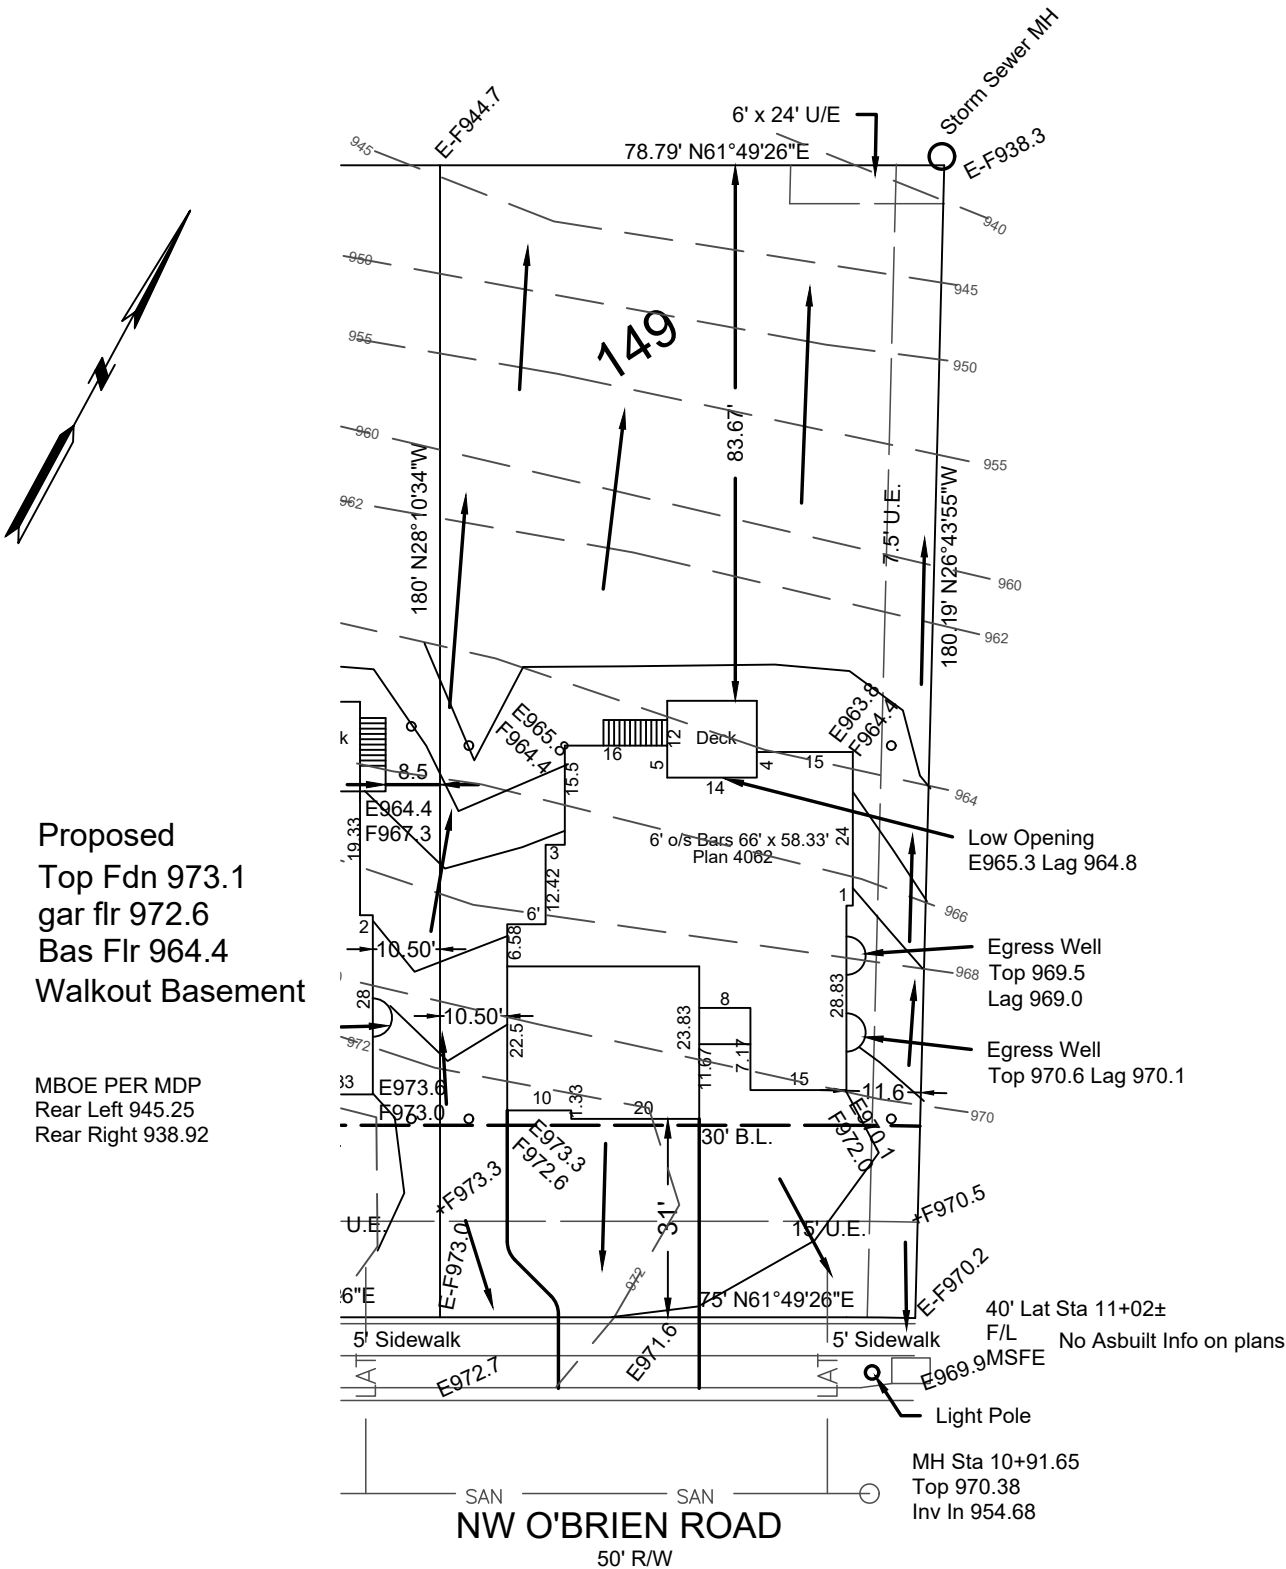 Storm Sewer MH
6' x 24' U/E
E-F944.7
78.79' N61°49'26"E
E-F938.3
945
940
950
945
149
955
950
83.67'
960
955
180' N28°10'34"W
7.5' U.E.
180.19' N26°43'55"W
962
960
962
E965.8
F964.4
E963.8
F964.4
k
16
12
Deck
5
14
4
15
15.5
8.5
964
E964.4
F967.3
19.33
Low Opening
E965.3 Lag 964.8
6' o/s Bars 66' x 58.33'
Plan 4062
24
3
12.42
Proposed
Top Fdn 973.1
gar flr 972.6
Bas Flr 964.4
Walkout Basement
1
966
2
6'
6.58
10.50'
Egress Well
Top 969.5
Lag 969.0
968
28
10.50'
22.5
23.83
8
28.83
972
11.67
7.17
15
Egress Well
Top 970.6 Lag 970.1
11.6
970
MBOE PER MDP
Rear Left 945.25
Rear Right 938.92
33
E973.6
F973.0
10
1.33
20
E973.3
F972.6
30' B.L.
E970.1
F972.0
+F973.3
+F970.5
U.E.
31'
15' U.E.
E-F973.0
972
6"E
75' N61°49'26"E
E-F970.2
5' Sidewalk
5' Sidewalk
40' Lat Sta 11+02±
F/L
MSFE
No Asbuilt Info on plans
LAT
E972.7
E971.6
LAT
E969.9
Light Pole
MH Sta 10+91.65
Top 970.38
Inv In 954.68
SAN
SAN
NW O'BRIEN ROAD
50' R/W